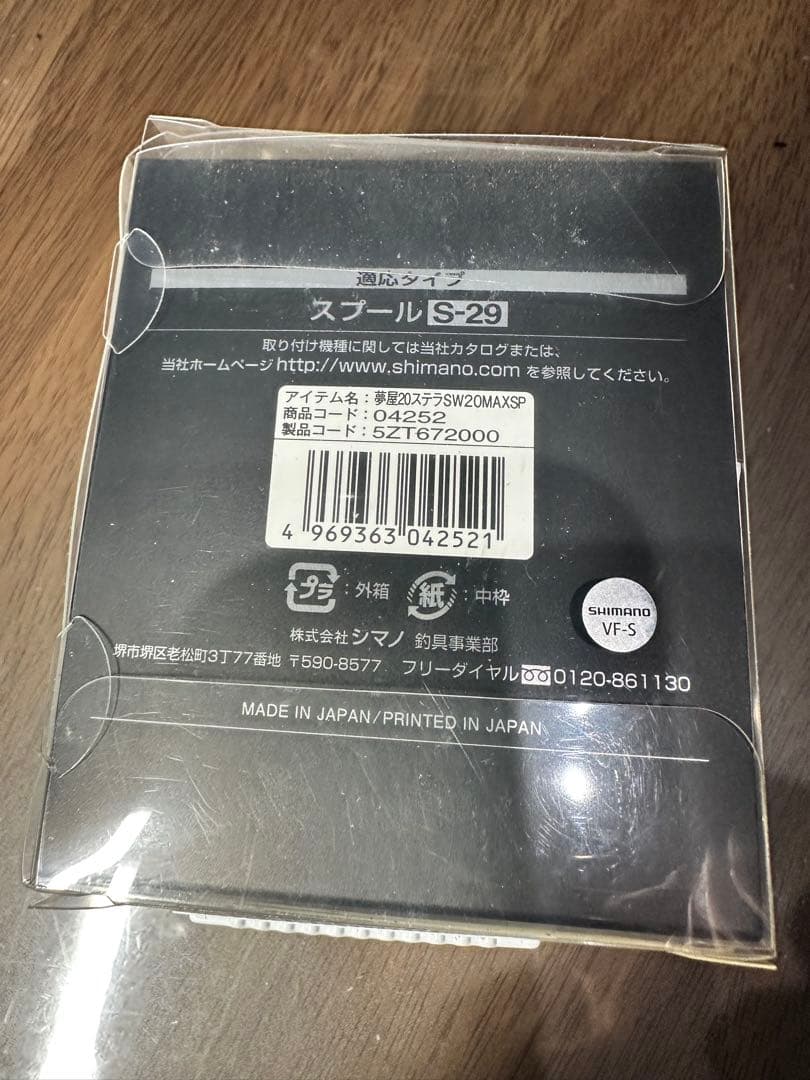 適応タイプ
スプール S-29
取り付け機種に関しては当社カタログまたは、
当社ホームページhttp://www.shimano.com を参照してください。
アイテム名：夢屋20ステラSW20MAXSP
商品コード：04252
製品コード：5ZT672000
4 969363 042521
プラ：外箱 紙：中枠
SHIMANO
VF-S
株式会社シマノ 釣具事業部
堺市堺区老松町3丁77番地 〒590-8577 フリーダイヤル 0120-861130
MADE IN JAPAN/PRINTED IN JAPAN